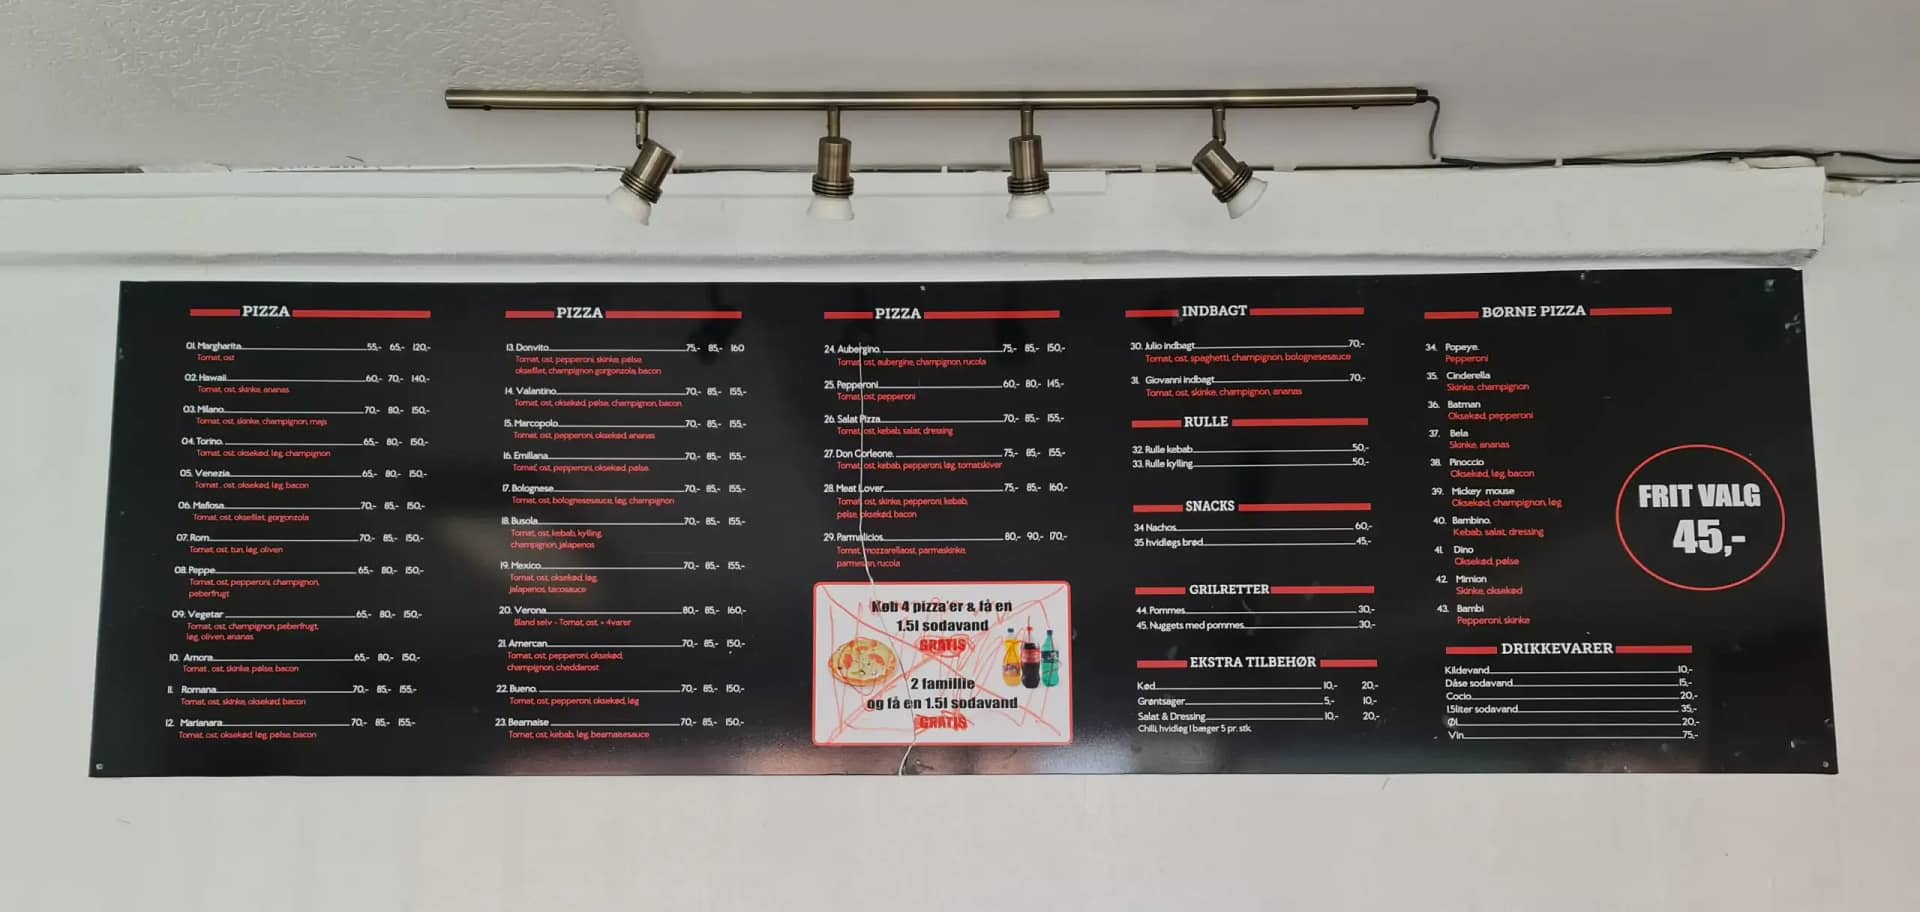 PIZZA
01. Margharita 55,- 65,- 120,-
Tomat, ost
02. Hawaii 60,- 70,- 140,-
Tomat, ost, skinke, ananas
03. Milano 70,- 80,- 150,-
Tomat, ost, skinke, champignon, majs
04. Torino. 65,- 80,- 150,-
Tomat, ost, oksekød, løg, champignon
05. Venezia 65,- 80,- 150,-
Tomat, ost, oksekød, løg, bacon
06. Mafiosa 70,- 85,- 150,-
Tomat, ost, oksefilet, gorgonzola
07. Rom 70,- 85,- 150,-
Tomat, ost, tun, løg, oliven
08. Peppe 65,- 80,- 150,-
Tomat, ost, pepperoni, champignon,
peberfrugt
09. Vegetar 65,- 80,- 150,-
Tomat, ost, champignon, peberfrugt,
løg, oliven, ananas
10. Amora 65,- 80,- 150,-
Tomat, ost, skinke, pølse, bacon
11. Romana 70,- 85,- 155,-
Tomat, ost, skinke, oksekød, bacon
12. Marianara 70,- 85,- 155,-
Tomat, ost, oksekød, løg, pølse, bacon
PIZZA
13. Donvito 75,- 85,- 160
Tomat, ost, pepperoni, skinke, pølse,
oksefilet, champignon gorgonzola, bacon
14. Valantino 70,- 85,- 155,-
Tomat, ost, oksekød, pølse, champignon, bacon
15. Marcopolo 70,- 85,- 155,-
Tomat, ost, pepperoni, oksekød, ananas
16. Emiliana 70,- 85,- 155,-
Tomat, ost, pepperoni, oksekød, pølse
17. Bolognese 70,- 85,- 155,-
Tomat, ost, bolognesesauce, løg, champignon
18. Busola 70,- 85,- 155,-
Tomat, ost, kebab, kylling,
champignon, jalapenos
19. Mexico 70,- 85,- 155,-
Tomat, ost, oksekød, løg,
jalapenos, tacosauce
20. Verona 80,- 85,- 160,-
Bland selv - Tomat, ost, + 4varer
21. Amercan 70,- 85,- 150,-
Tomat, ost, pepperoni, oksekød,
champignon, cheddarost
22. Bueno. 70,- 85,- 150,-
Tomat, ost, pepperoni, oksekød, løg
23. Bearnaise 70,- 85,- 150,-
Tomat, ost, kebab, løg, bearnaisesauce
PIZZA
24. Aubergino 75,- 85,- 150,-
Tomat, ost, aubergine, champignon, rucola
25. Pepperoni 60,- 80,- 145,-
Tomat, ost, pepperoni
26. Salat Pizza 70,- 85,- 155,-
Tomat, ost, kebab, salat, dressing
27. Don Corleone. 75,- 85,- 155,-
Tomat, ost, kebab, pepperoni, løg, tomatskiver
28. Meat Lover 75,- 85,- 160,-
Tomat, ost, skinke, pepperoni, kebab,
pølse, oksekød, bacon
29. Parmalicios 80,- 90,- 170,-
Tomat, mozzarellaost, parmaskinke,
parmesan, rucola
Køb 4 pizza'er & få en
1.5l sodavand
GRATIS
2 famillie
og få en 1.5l sodavand
GRATIS
INDBAGT
30. Julio indbagt 70,-
Tomat, ost, spaghetti, champignon, bolognesesauce
31. Giovanni indbagt 70,-
Tomat, ost, skinke, champignon, ananas
RULLE
32. Rulle kebab 50,-
33. Rulle kylling 50,-
SNACKS
34 Nachos 60,-
35 hvidløgs brød 45,-
GRILRETTER
44. Pommes 30,-
45. Nuggets med pommes 30,-
EKSTRA TILBEHØR
Kød 10,- 20,-
Grøntsager 5,- 10,-
Salat & Dressing 10,- 20,-
Chilli, hvidløg I bæger 5 pr. stk.
BØRNE PIZZA
34. Popeye.
Pepperoni
35. Cinderella
Skinke, champignon
36. Batman
Oksekød, pepperoni
37. Bela
Skinke, ananas
38. Pinoccio
Oksekød, løg, bacon
39. Mickey mouse
Oksekød, champignon, løg
40. Bambino.
Kebab, salat, dressing
41. Dino
Oksekød, pølse
42. Mimion
Skinke, oksekød
43. Bambi
Pepperoni, skinke
FRIT VALG
45,-
DRIKKEVARER
Kildevand 10,-
Dåse sodavand 15,-
Cocio 20,-
1.5liter sodavand 35,-
Øl 20,-
Vin 75,-